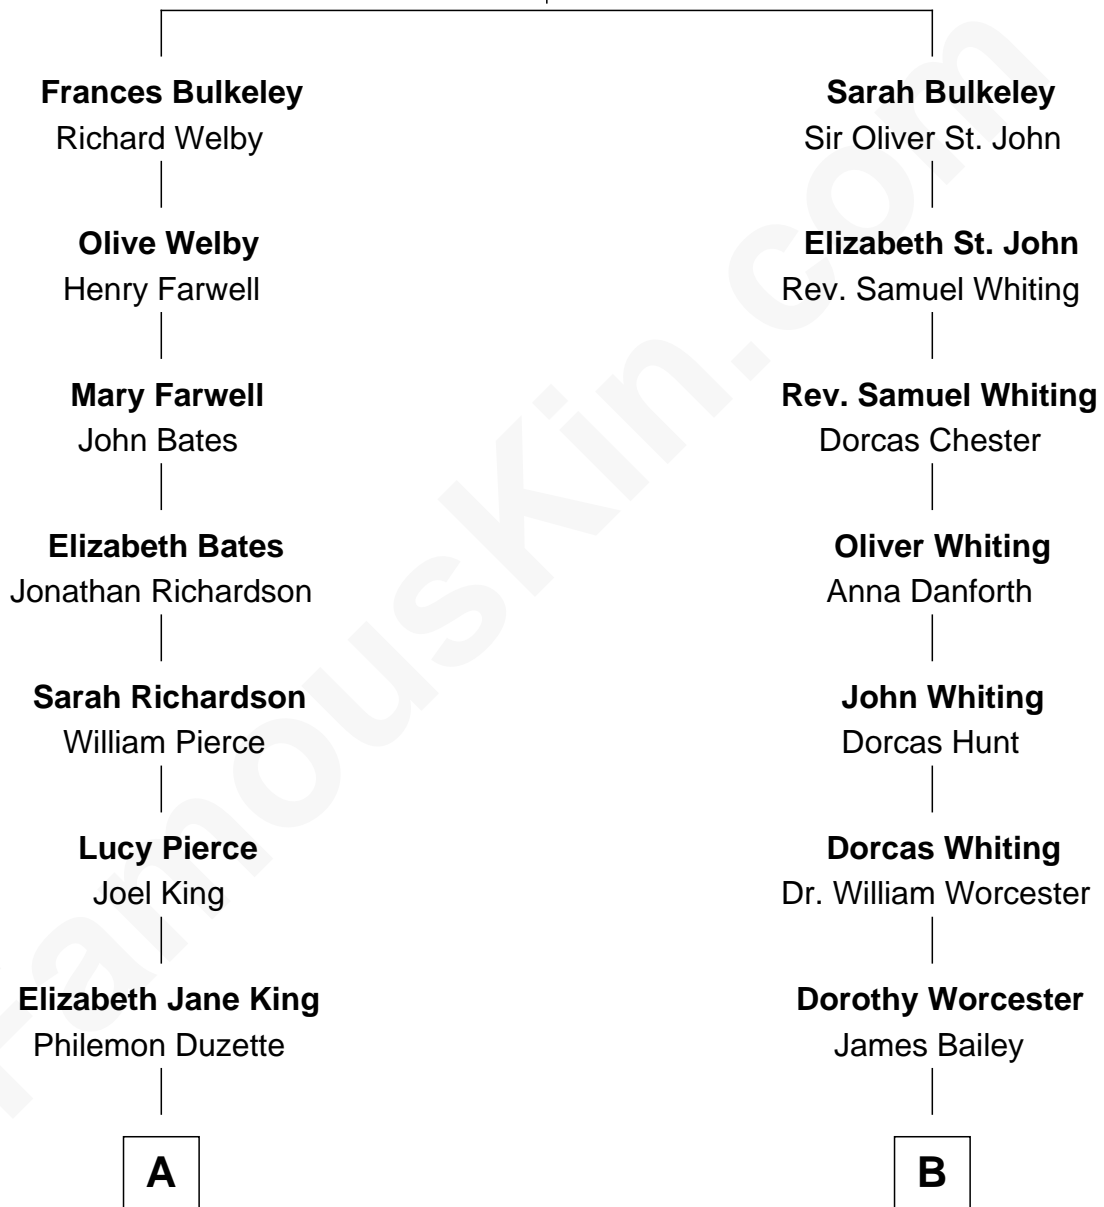 Frances Bulkeley
Richard Welby
Olive Welby
Henry Farwell
Mary Farwell
John Bates
Elizabeth Bates
Jonathan Richardson
Sarah Richardson
William Pierce
Lucy Pierce
Joel King
Elizabeth Jane King
Philemon Duzette
A
Sarah Bulkeley
Sir Oliver St. John
Elizabeth St. John
Rev. Samuel Whiting
Rev. Samuel Whiting
Dorcas Chester
Oliver Whiting
Anna Danforth
John Whiting
Dorcas Hunt
Dorcas Whiting
Dr. William Worcester
Dorothy Worcester
James Bailey
B
FamousKin.com